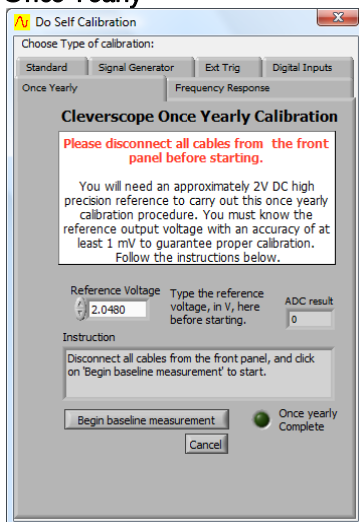 Once Yearly
Do Self Calibration
Choose Type of calibration:
Standard Signal Generator Ext Trig Digital Inputs
Once Yearly Frequency Response
Cleverscope Once Yearly Calibration
Please disconnect all cables from the front
panel before starting.
You will need an approximately 2V DC high
precision reference to carry out this once yearly
calibration procedure. You must know the
reference output voltage with an accuracy of at
least 1 mV to guarantee proper calibration.
Follow the instructions below.
Reference Voltage
2.0480
Type the reference
voltage, in V, here
before starting.
ADC result
0
Instruction
Disconnect all cables from the front panel, and click
on 'Begin baseline measurement' to start.
Begin baseline measurement
Once yearly
Complete
Cancel